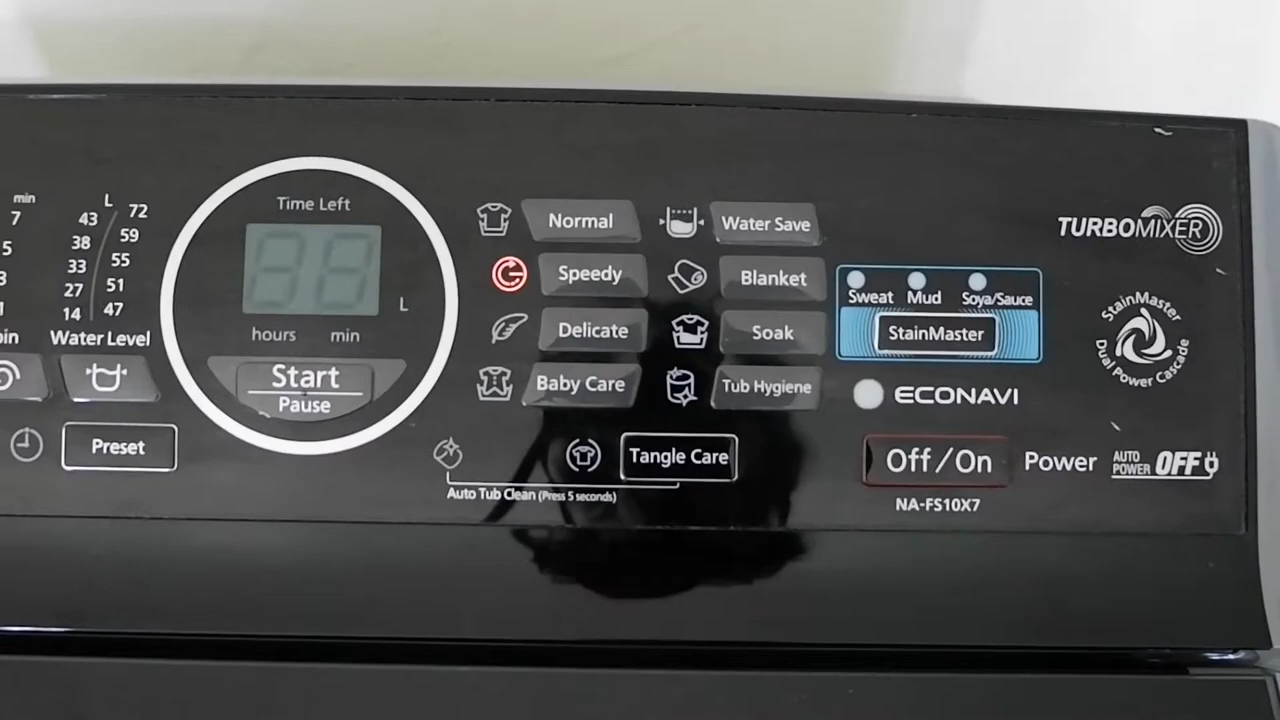 min
7
5
3
1
L
43 72
38 59
33 55
27 51
14 47
Water Level
Preset
Time Left
L
hours min
Start
Pause
Normal
Speedy
Delicate
Baby Care
Water Save
Blanket
Soak
Tub Hygiene
Tangle Care
Auto Tub Clean (Press 5 seconds)
Sweat Mud Soya/Sauce
StainMaster
ECONAVI
Off/On Power
NA-FS10X7
TURBOMIXER
StainMaster
Dual Power Cascade
AUTO POWER OFF